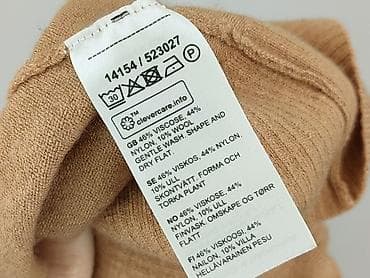 14154 / 523027
30
™
clevercare.info
GB 46% VISCOSE, 44%
NYLON, 10% WOOL
GENTLE WASH. SHAPE AND
DRY FLAT.
SE 46% VISKOS, 44% NYLON,
10% ULL
SKONTVÄTT, FORMA OCH
TORKA PLANT
NO 46% VISKOSE, 44%
NYLON, 10% ULL
FINVASK. OMSKAPE OG TØRR
FLATT
FI 46% VISKOOSI, 44%
NAILON, 10% VILLA
HELLÄVARAINEN PESU